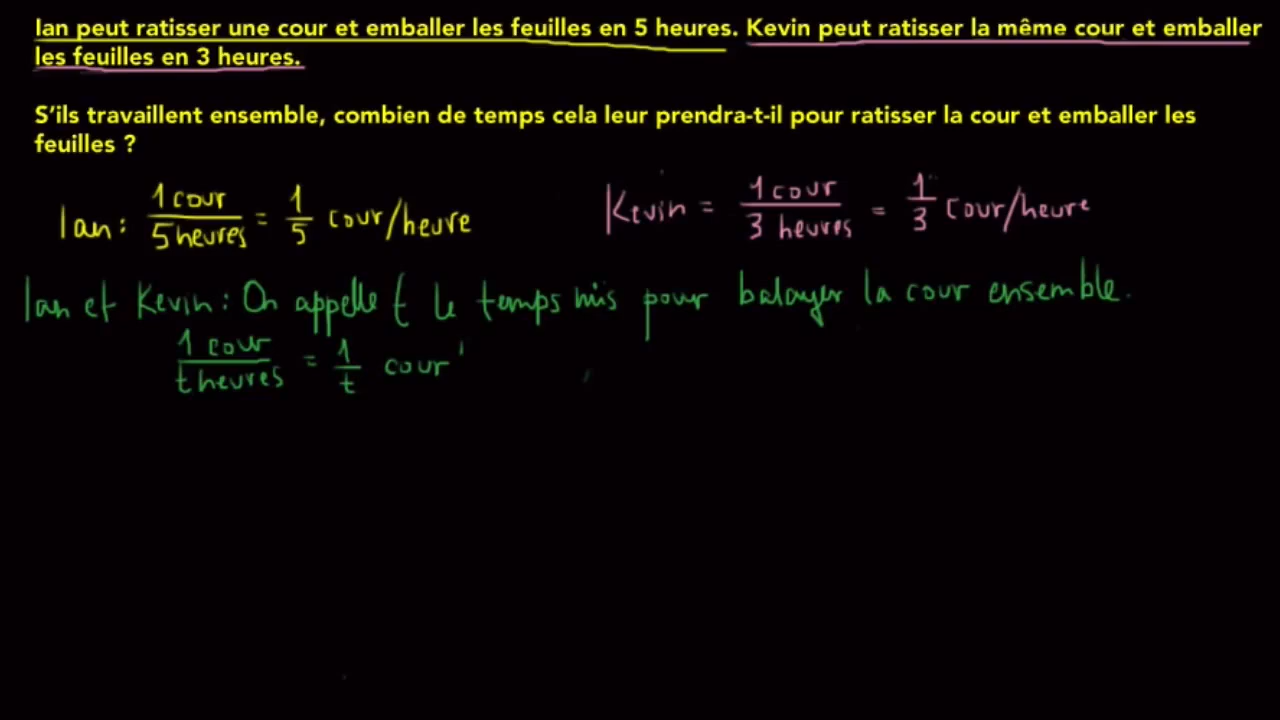 Ian peut ratisser une cour et emballer les feuilles en 5 heures. Kevin peut ratisser la même cour et emballer
les feuilles en 3 heures.
S'ils travaillent ensemble, combien de temps cela leur prendra-t-il pour ratisser la cour et emballer les
feuilles ?
Ian : 1 cour / 5 heures = 1/5 cour/heure
Kevin = 1 cour / 3 heures = 1/3 cour/heure
Ian et Kevin : On appelle t le temps mis pour balayer la cour ensemble.
1 cour / t heures = 1/t cour